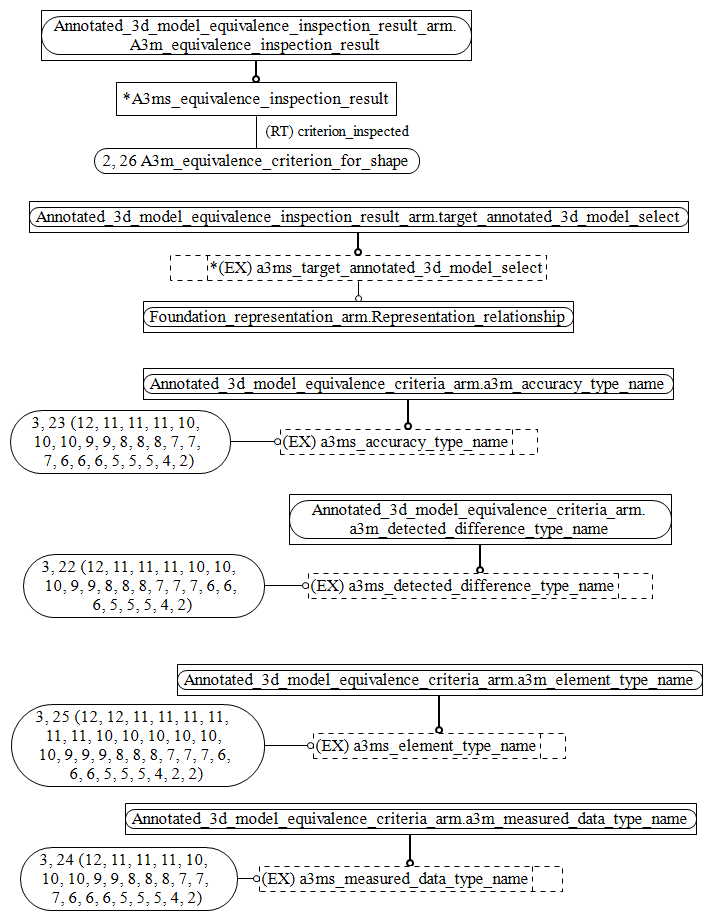 Annotated_3d_model_equivalence_inspection_result_arm.
A3m_equivalence_inspection_result
*A3ms_equivalence_inspection_result
(RT) criterion_inspected
2, 26 A3m_equivalence_criterion_for_shape
Annotated_3d_model_equivalence_inspection_result_arm.target_annotated_3d_model_select
*(EX) a3ms_target_annotated_3d_model_select
Foundation_representation_arm.Representation_relationship
Annotated_3d_model_equivalence_criteria_arm.a3m_accuracy_type_name
3, 23 (12, 11, 11, 11, 10,
10, 10, 9, 9, 8, 8, 8, 7, 7,
7, 6, 6, 6, 5, 5, 5, 4, 2)
(EX) a3ms_accuracy_type_name
Annotated_3d_model_equivalence_criteria_arm.
a3m_detected_difference_type_name
3, 22 (12, 11, 11, 11, 10, 10,
10, 9, 9, 8, 8, 8, 7, 7, 7, 6, 6,
6, 5, 5, 5, 4, 2)
(EX) a3ms_detected_difference_type_name
Annotated_3d_model_equivalence_criteria_arm.a3m_element_type_name
3, 25 (12, 12, 11, 11, 11, 11,
11, 11, 10, 10, 10, 10, 10,
10, 9, 9, 9, 8, 8, 8, 7, 7, 7, 6,
6, 6, 5, 5, 5, 4, 2, 2)
(EX) a3ms_element_type_name
Annotated_3d_model_equivalence_criteria_arm.a3m_measured_data_type_name
3, 24 (12, 11, 11, 11, 10,
10, 10, 9, 9, 8, 8, 8, 7, 7,
7, 6, 6, 6, 5, 5, 5, 4, 2)
(EX) a3ms_measured_data_type_name